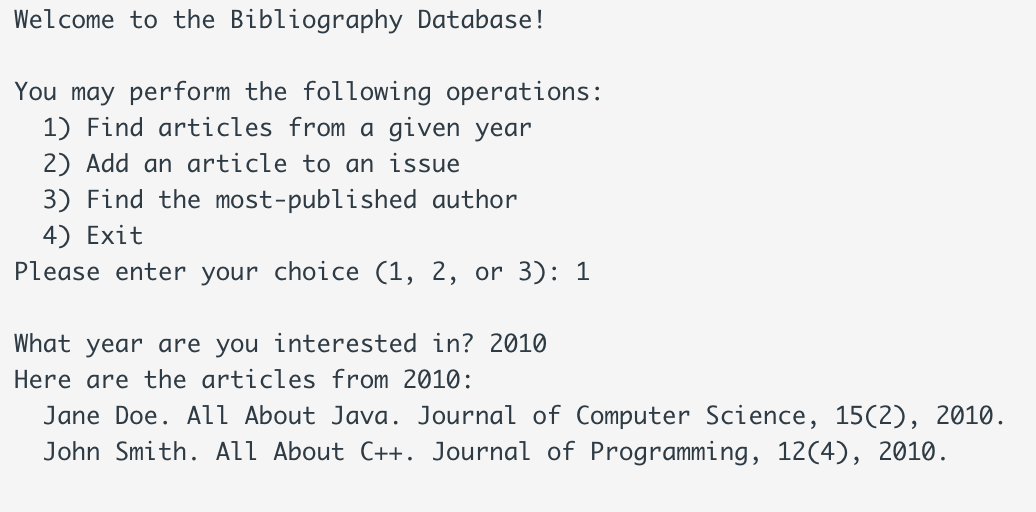 Welcome to the Bibliography Database!
You may perform the following operations:
1) Find articles from a given year
2) Add an article to an issue
3) Find the most-published author
4) Exit
Please enter your choice (1, 2, or 3): 1
What year are you interested in? 2010
Here are the articles from 2010:
Jane Doe. All About Java. Journal of Computer Science, 15(2), 2010.
John Smith. All About C++. Journal of Programming, 12(4), 2010.